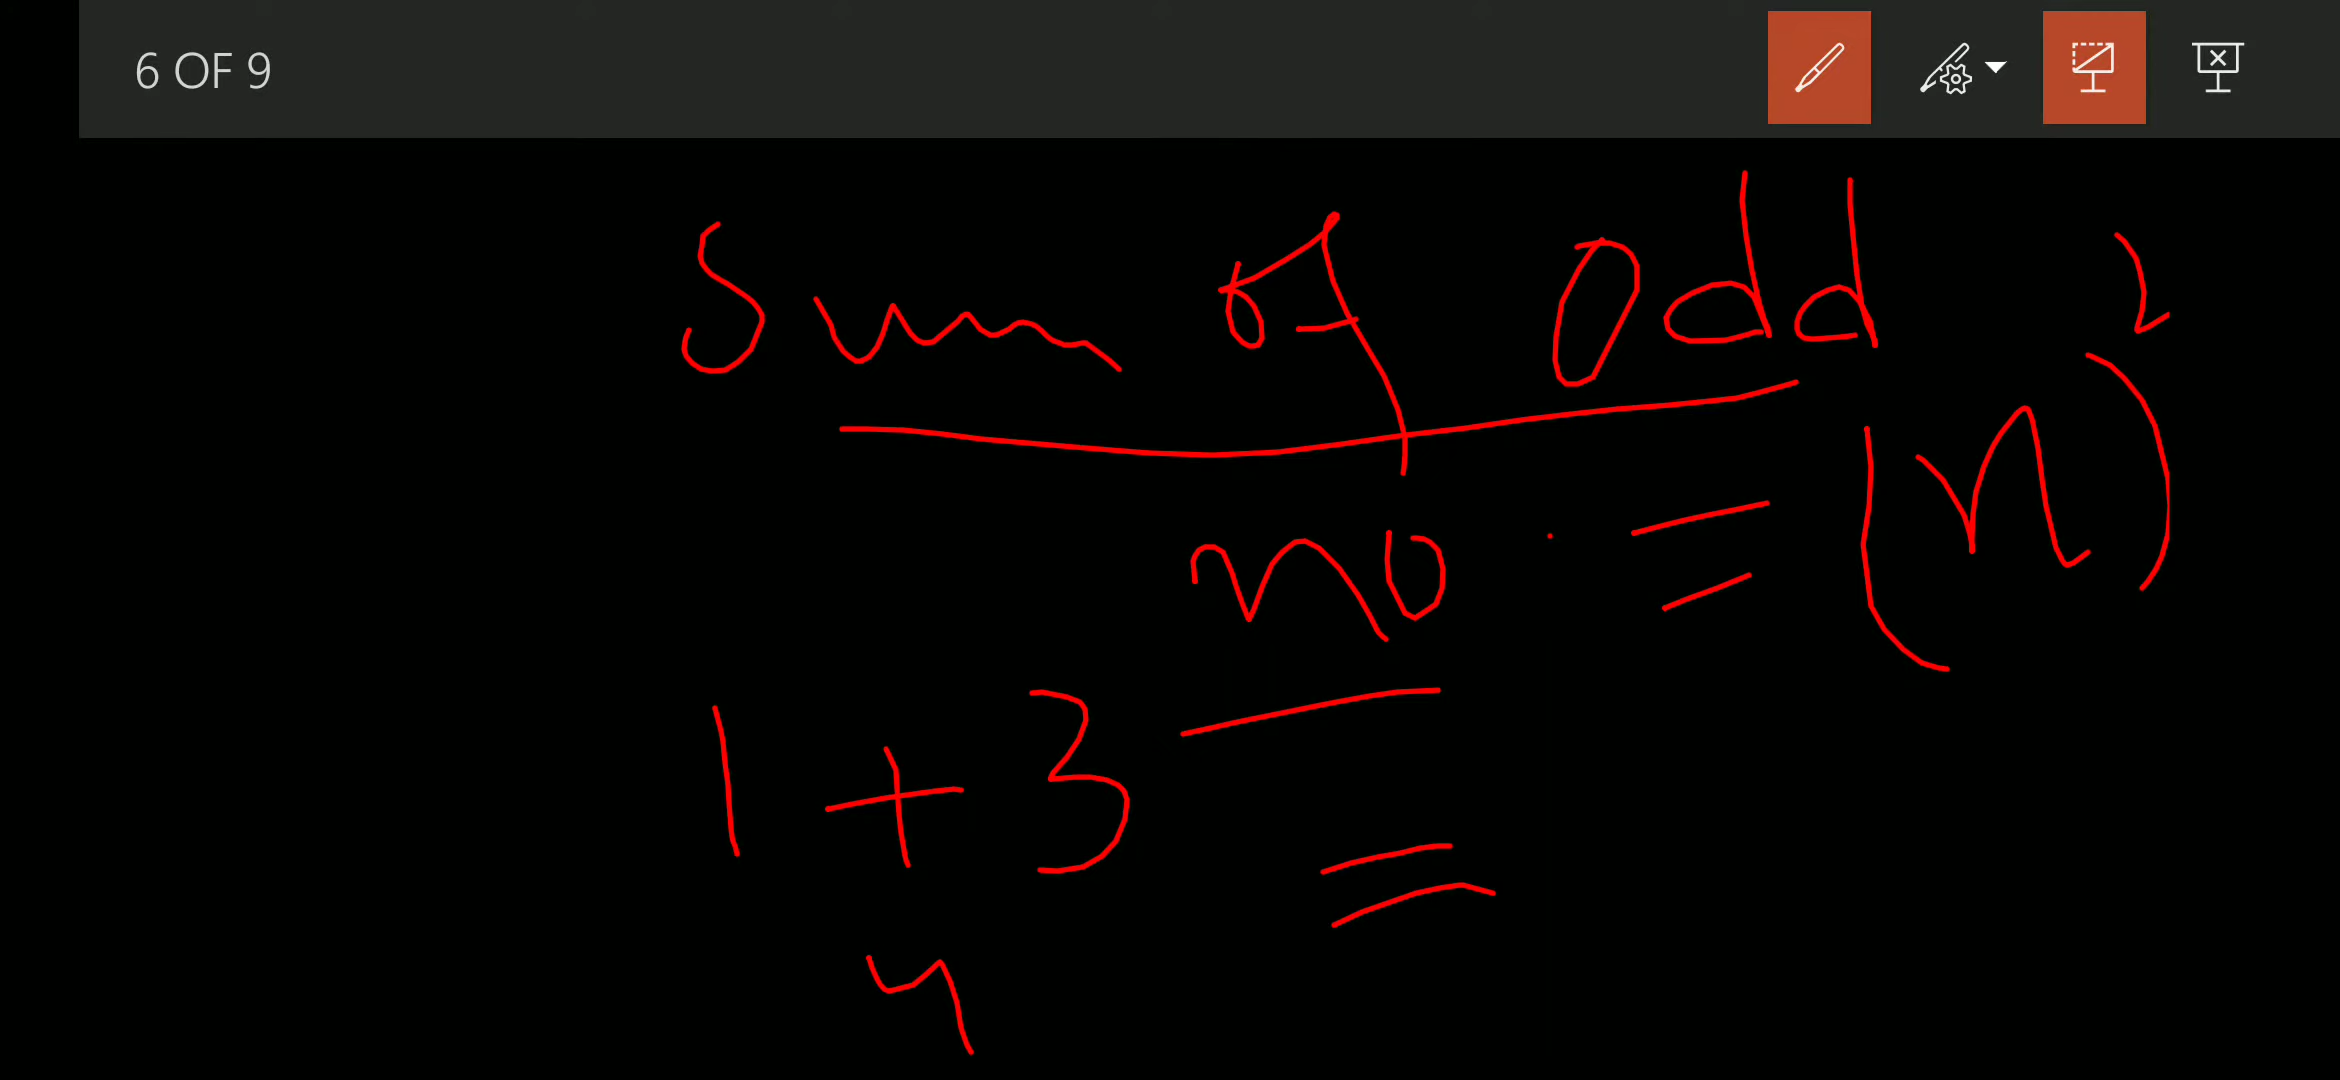 6 OF 9
Sum of Odd
no. = (n)²
1 + 3 =
4